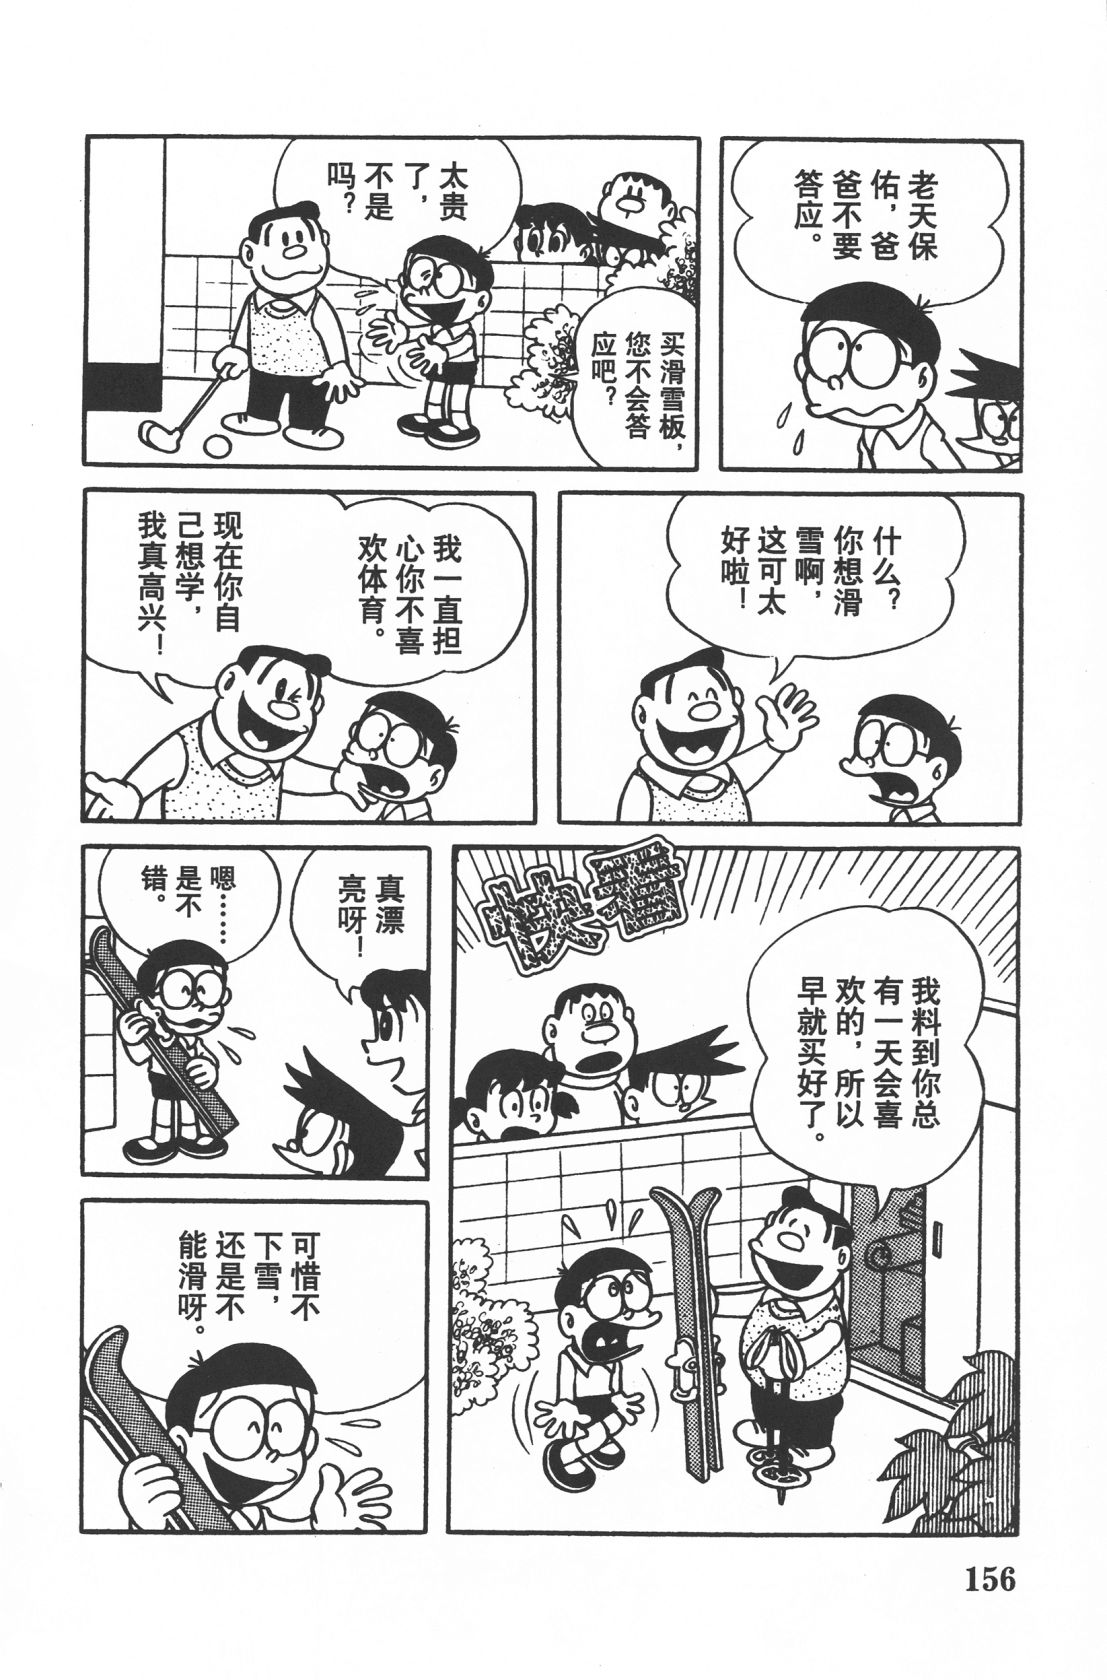 老天保
佑，爸
爸不要
答应。
太贵
了，
不是
吗？
买滑雪板，
您不会答
应吧？
什么？
你想滑
雪啊，
这可太
好啦！
我一直担
心你不喜
欢体育。
现在你自
己想学，
我真高兴！
我料到你总
有一天会喜
欢的，所以
早就买好了。
真漂
亮呀！
嗯……
是不
错。
可惜不
下雪，
还是不
能滑呀。
156